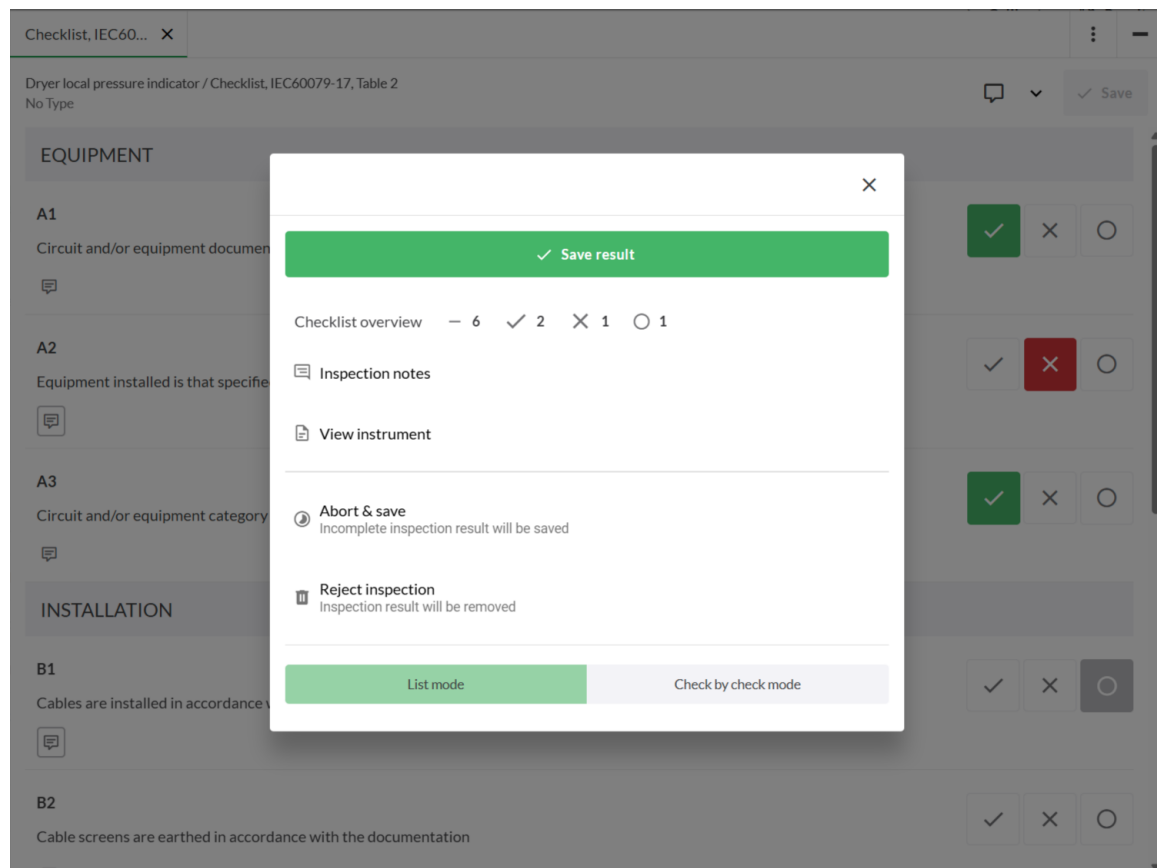 Checklist, IEC60...
Dryer local pressure indicator / Checklist, IEC60079-17, Table 2
No Type
Save
EQUIPMENT
A1
Circuit and/or equipment documen
Save result
Checklist overview 6 2 1 1
A2
Equipment installed is that specifie
Inspection notes
View instrument
A3
Circuit and/or equipment category
Abort & save
Incomplete inspection result will be saved
Reject inspection
Inspection result will be removed
INSTALLATION
B1
Cables are installed in accordance
List mode
Check by check mode
B2
Cable screens are earthed in accordance with the documentation